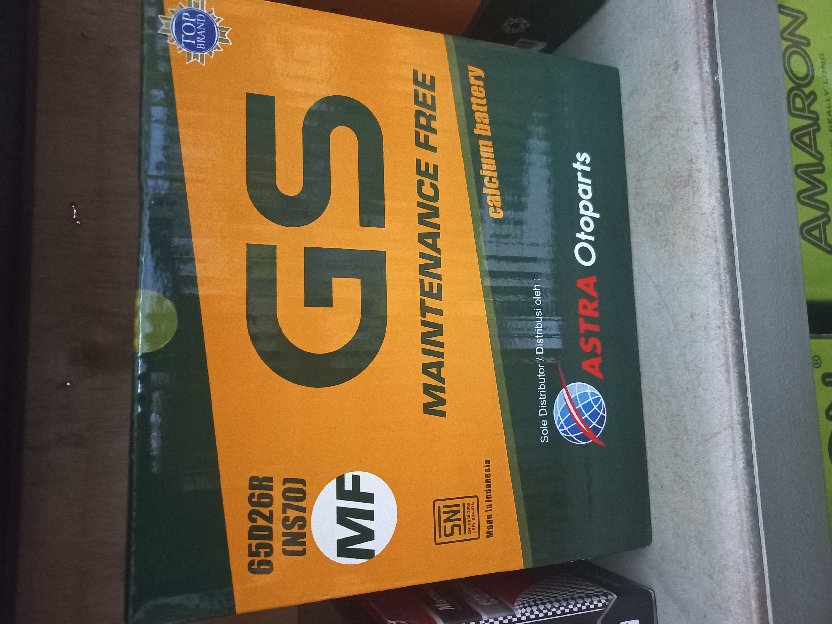 TOP
BRAND
GS
MAINTENANCE FREE
calcium battery
65D26R
(NS70)
MF
SNI
Made in Indonesia
Sole Distributor / Distribusi oleh :
ASTRA Otoparts
AMARON